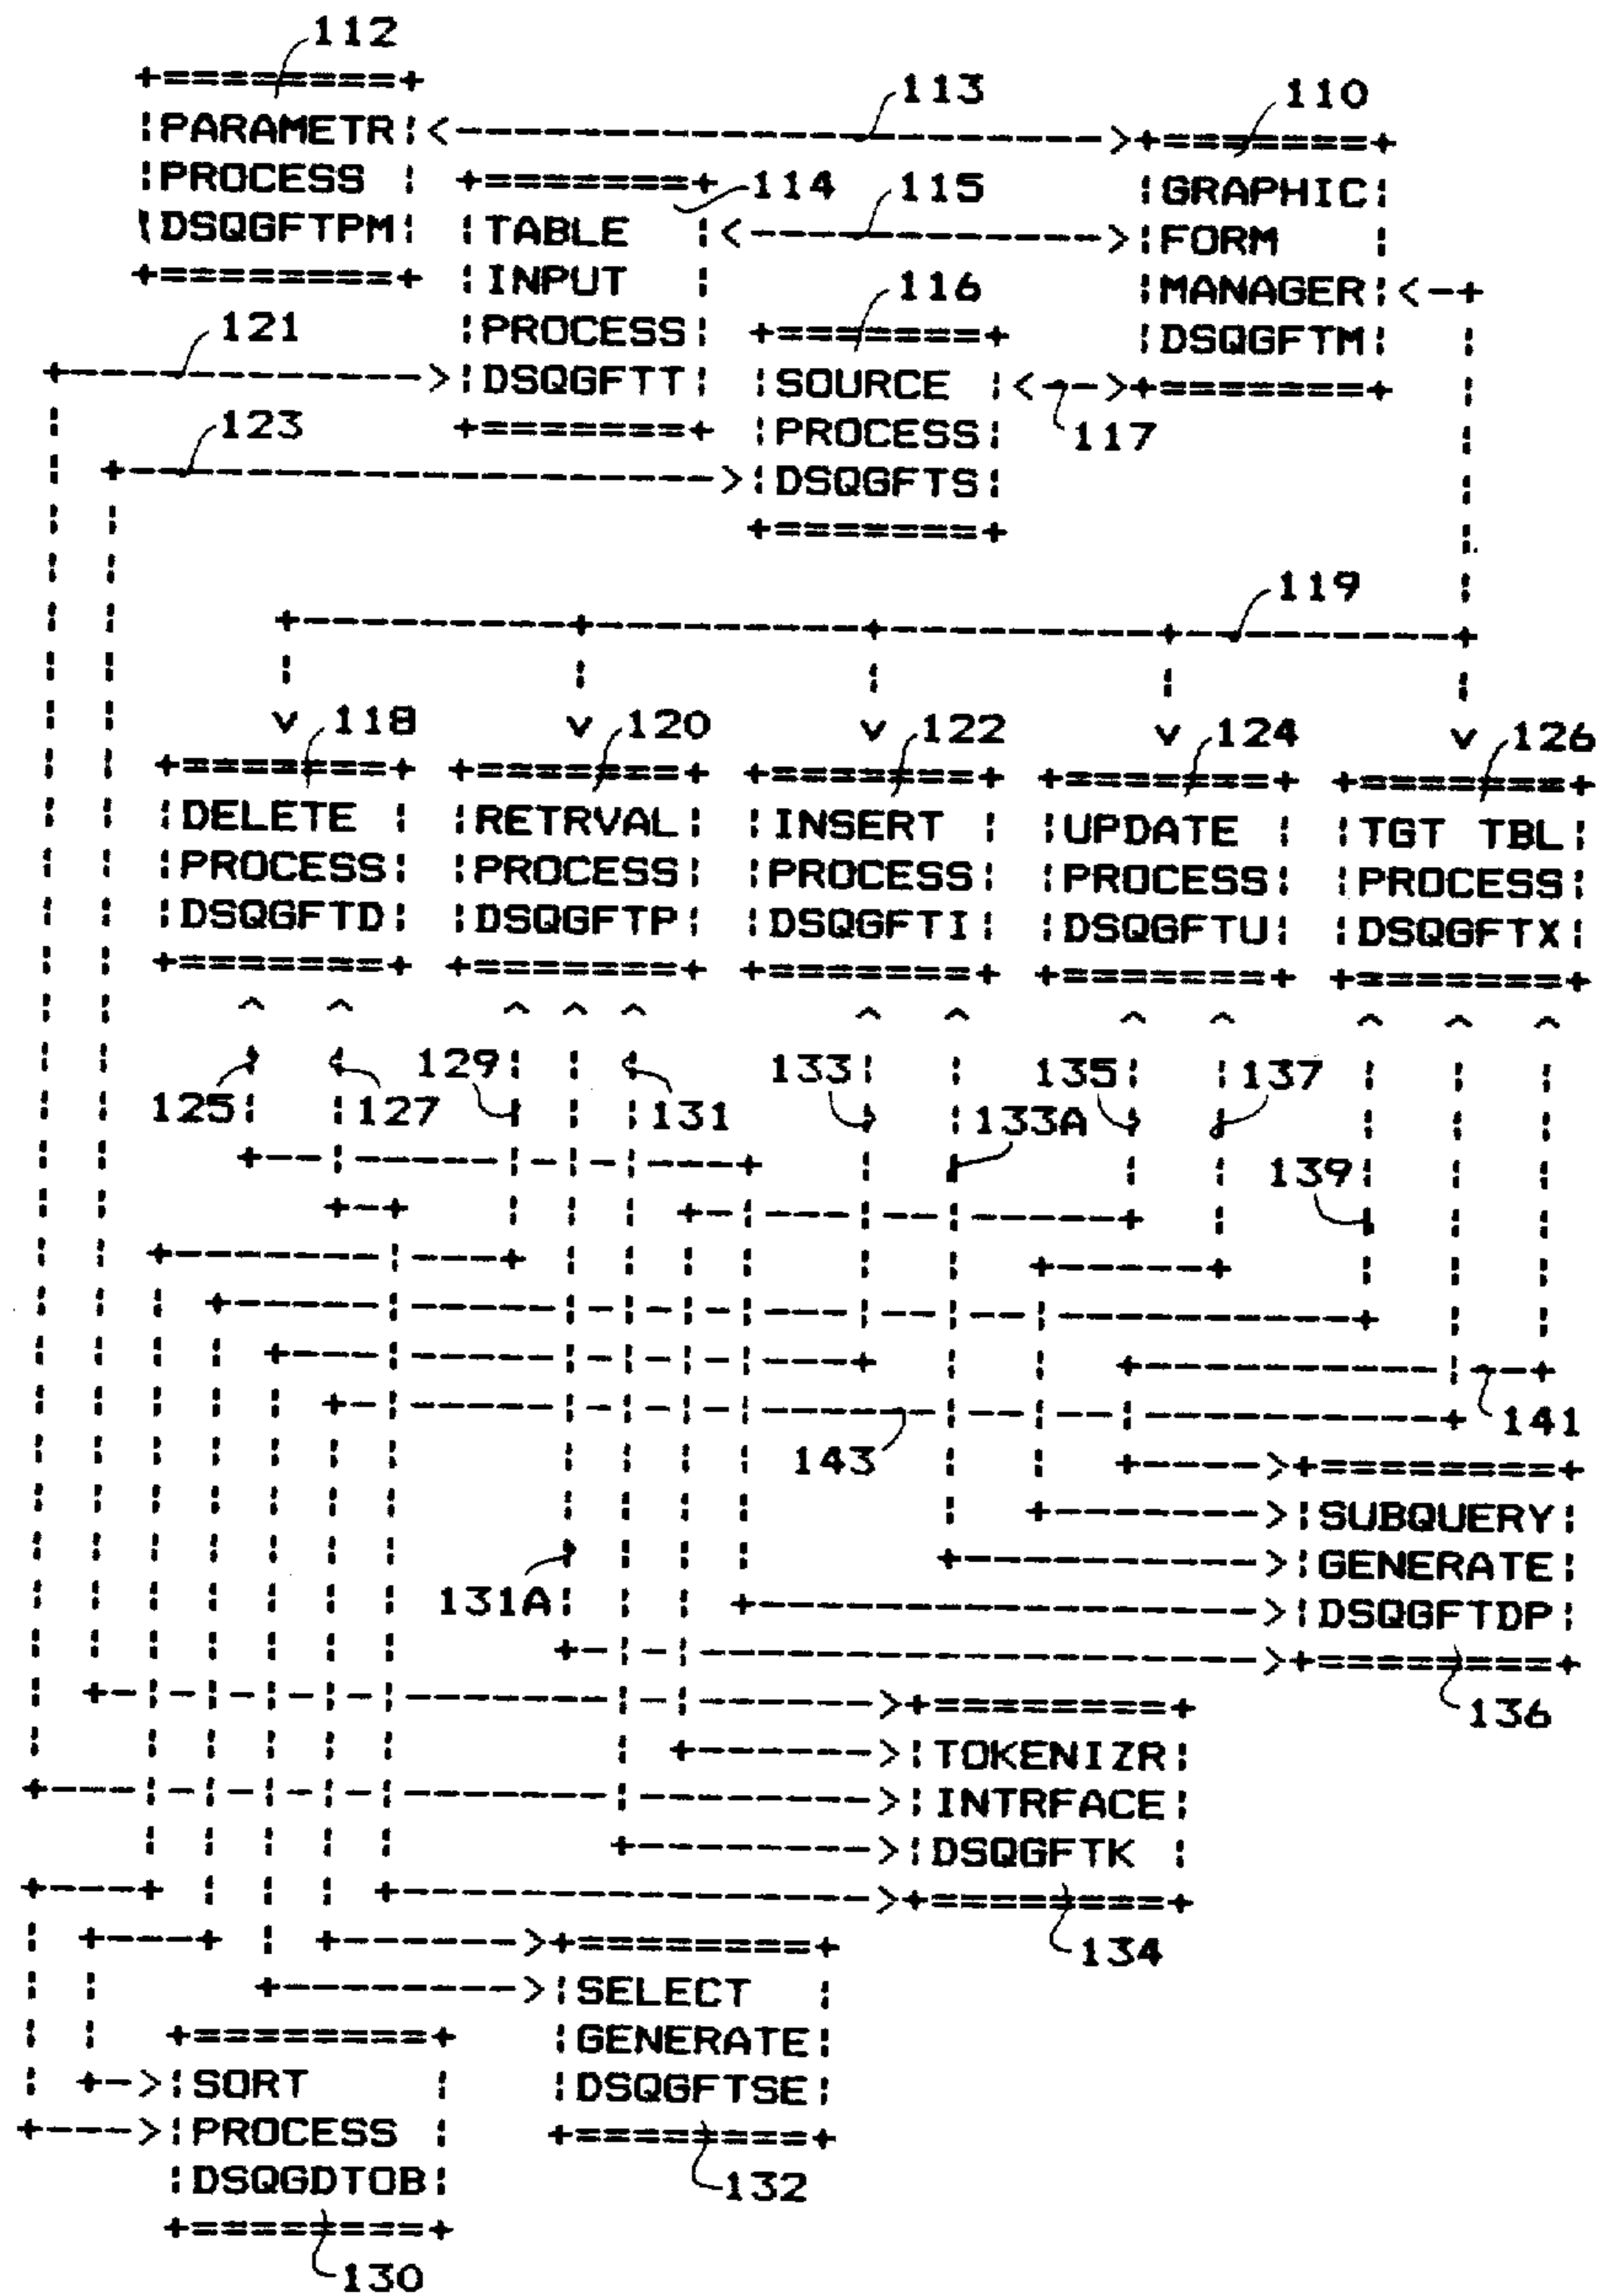 112
113
110
PARAMETR
PROCESS
DSQGFTPM
114
115
GRAPHIC
FORM
MANAGER
DSQGFTM
TABLE
INPUT
PROCESS
DSQGFTT
116
121
SOURCE
PROCESS
DSQGFTS
117
123
119
118
120
122
124
126
DELETE
PROCESS
DSQGFTD
RETRVAL
PROCESS
DSQGFTP
INSERT
PROCESS
DSQGFTI
UPDATE
PROCESS
DSQGFTU
TGT TBL
PROCESS
DSQGFTX
125
127
129
131
133
133A
135
137
139
141
143
131A
SUBQUERY
GENERATE
DSQGFTDP
136
TOKENIZR
INTRFACE
DSQGFTK
134
SELECT
GENERATE
DSQGFTSE
132
SORT
PROCESS
DSQGDTOB
130